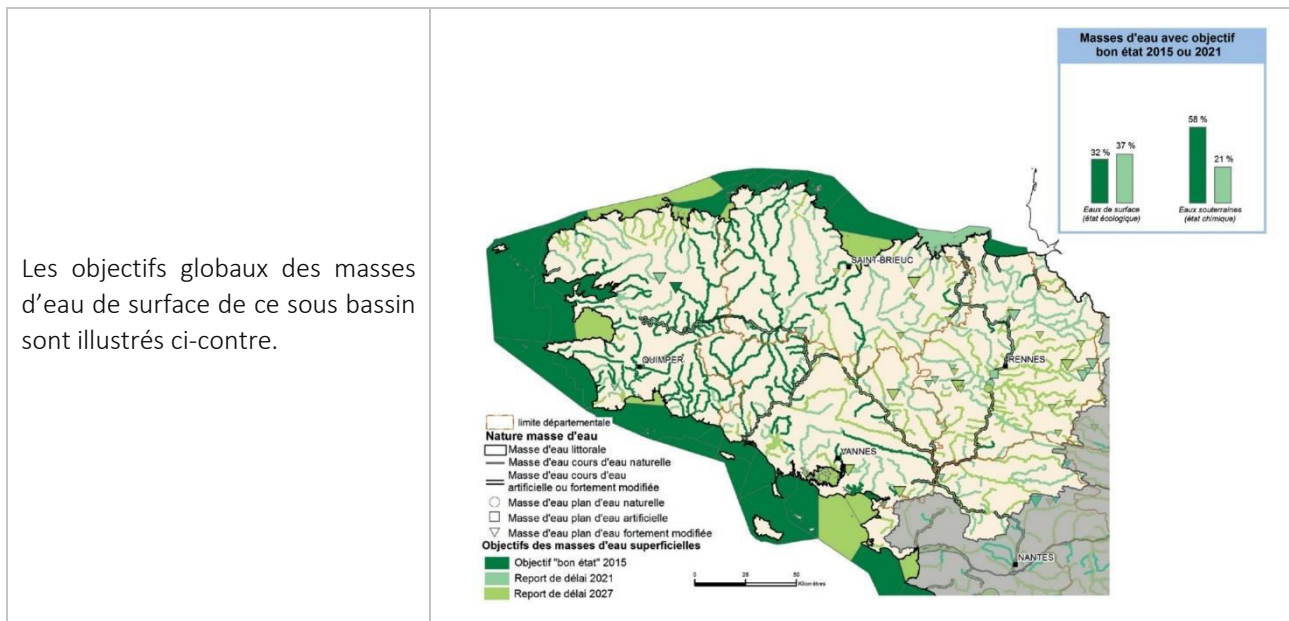 Les objectifs globaux des masses
d’eau de surface de ce sous bassin
sont illustrés ci-contre.
Masses d'eau avec objectif
bon état 2015 ou 2021
58 %
32 %
37 %
21 %
Eaux de surface
(état écologique)
Eaux souterraines
(état chimique)
SAINT-BRIEUC
QUIMPER
RENNES
VANNES
NANTES
limite départementale
Nature masse d'eau
Masse d'eau littorale
Masse d'eau cours d'eau naturelle
Masse d'eau cours d'eau
artificielle ou fortement modifiée
Masse d'eau plan d'eau naturelle
Masse d'eau plan d'eau artificielle
Masse d'eau plan d'eau fortement modifiée
Objectifs des masses d'eau superficielles
Objectif "bon état" 2015
Report de délai 2021
Report de délai 2027
0 25 50
Kilomètres